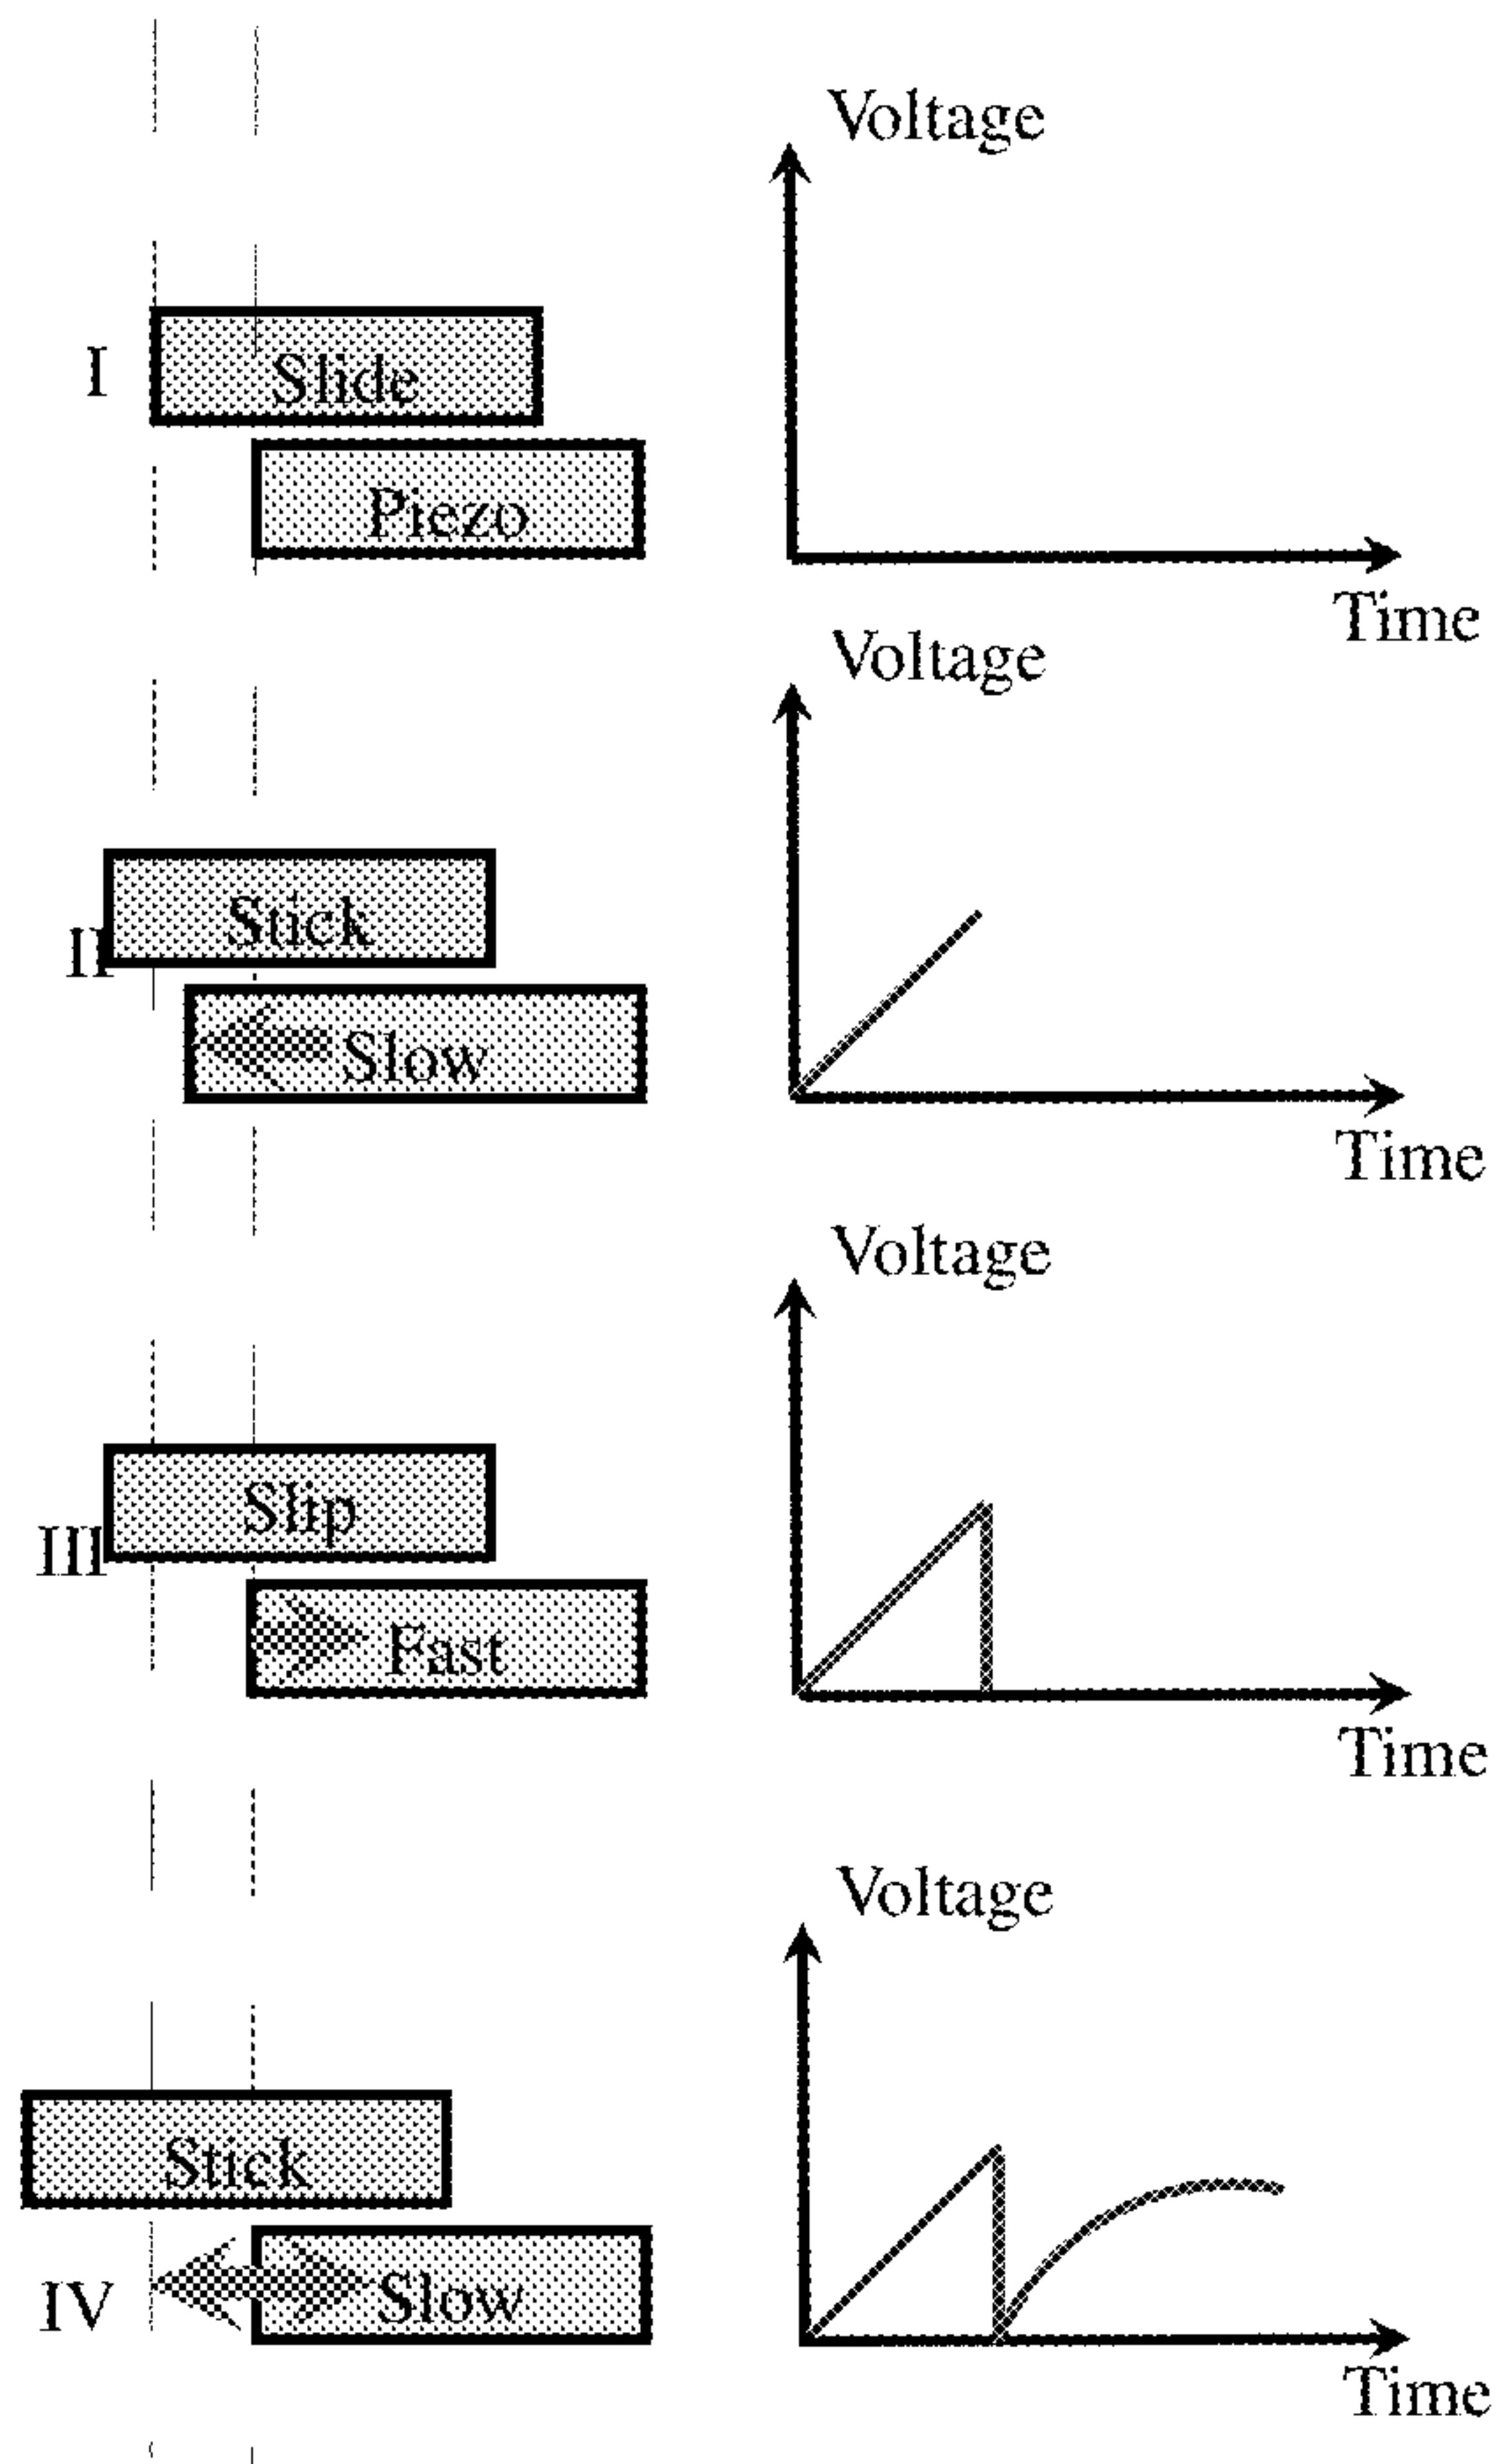 Voltage
I
Slide
Piezo
Time
Voltage
Stick
II
Slow
Time
Voltage
Slip
III
Fast
Time
Voltage
Stick
IV
Slow
Time